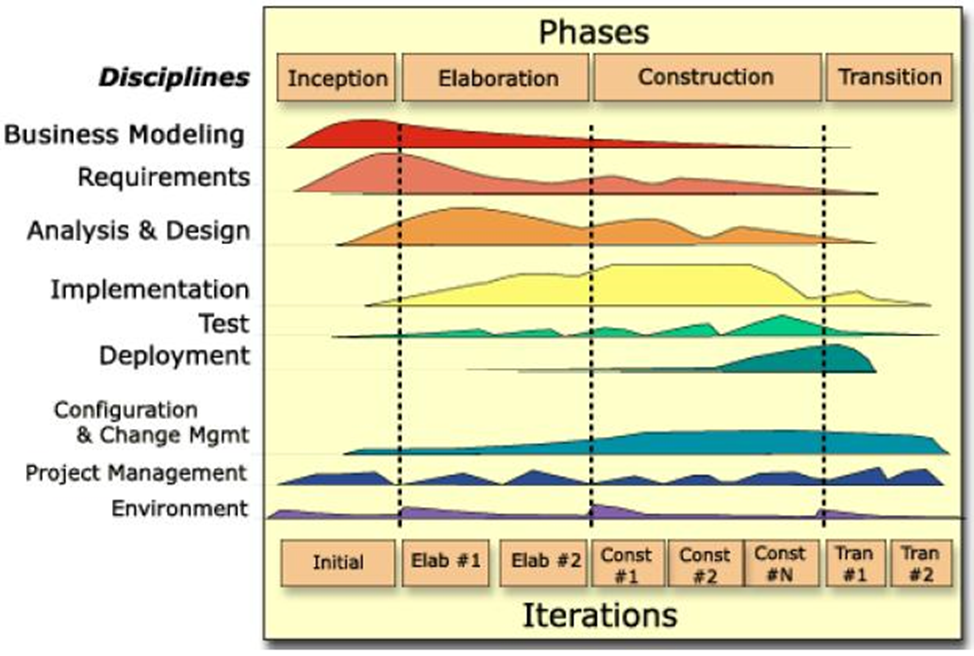 Phases
Disciplines
Inception
Elaboration
Construction
Transition
Business Modeling
Requirements
Analysis & Design
Implementation
Test
Deployment
Configuration
& Change Mgmt
Project Management
Environment
Initial
Elab #1
Elab #2
Const
#1
Const
#2
Const
#N
Tran
#1
Tran
#2
Iterations